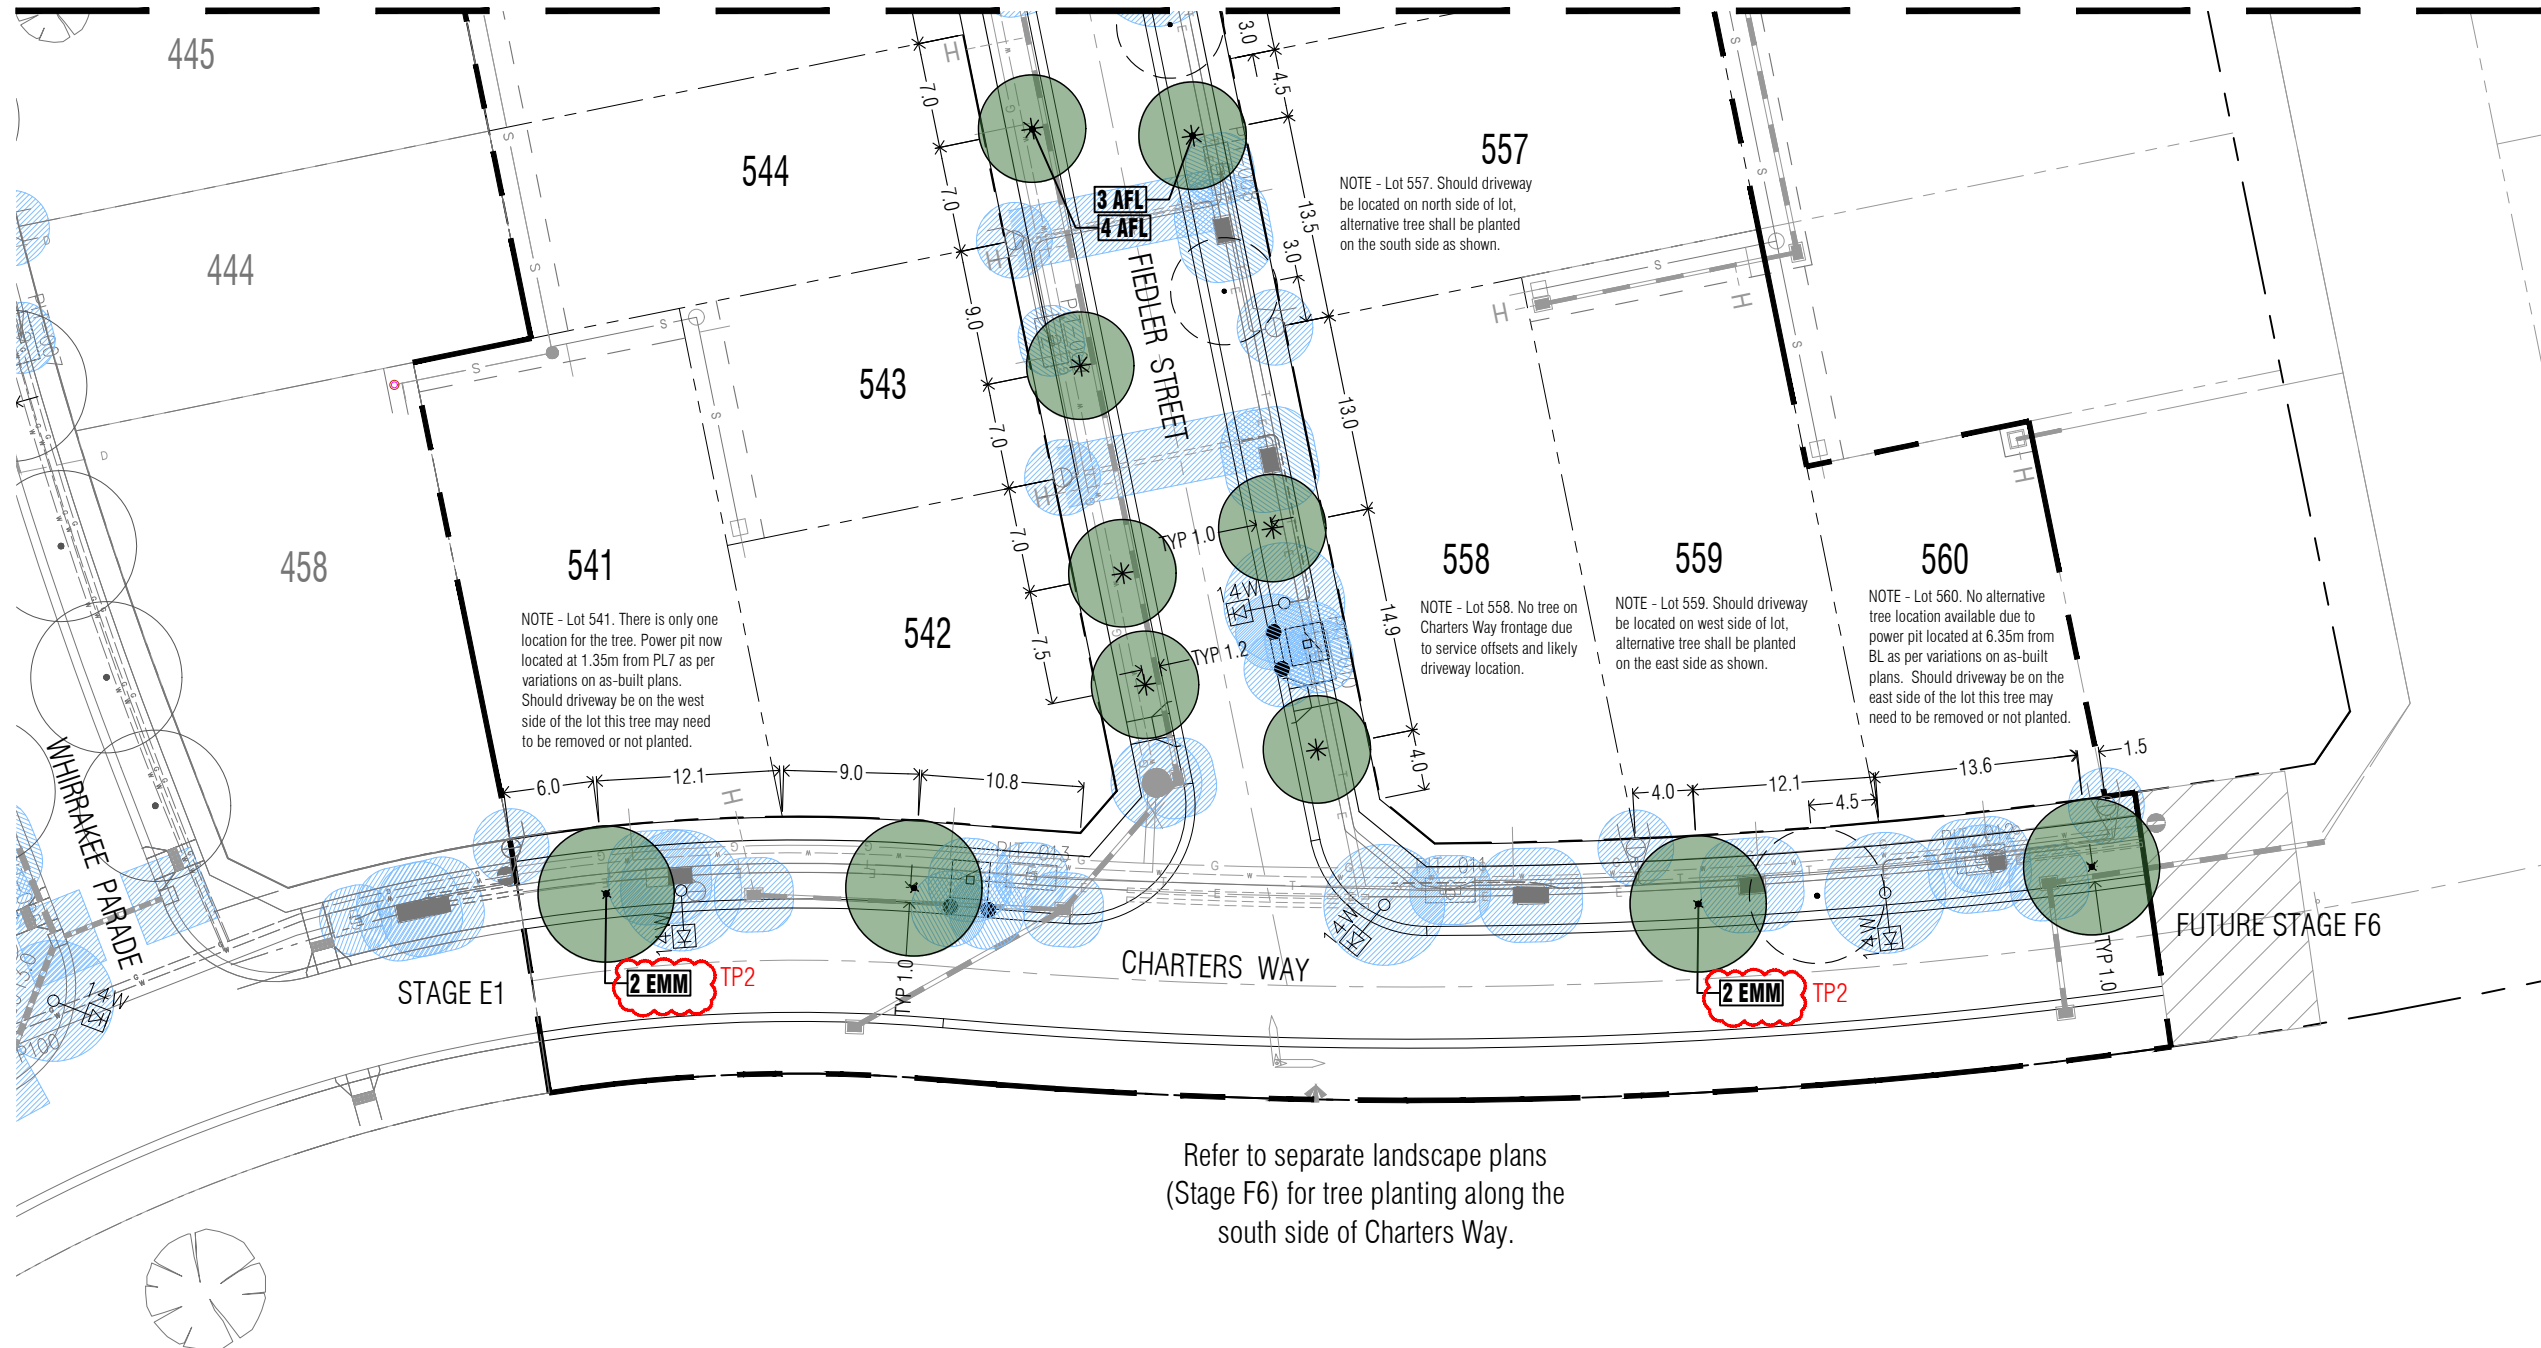 445
444
458
544
543
541
542
557
558
559
560
NOTE - Lot 557. Should driveway
be located on north side of lot,
alternative tree shall be planted
on the south side as shown.
3 AFL
4 AFL
FIEDLER STREET
NOTE - Lot 541. There is only one
location for the tree. Power pit now
located at 1.35m from PL7 as per
variations on as-built plans.
Should driveway be on the west
side of the lot this tree may need
to be removed or not planted.
NOTE - Lot 558. No tree on
Charters Way frontage due
to service offsets and likely
driveway location.
NOTE - Lot 559. Should driveway
be located on west side of lot,
alternative tree shall be planted
on the east side as shown.
NOTE - Lot 560. No alternative
tree location available due to
power pit located at 6.35m from
BL as per variations on as-built
plans. Should driveway be on the
east side of the lot this tree may
need to be removed or not planted.
7.0
7.0
9.0
7.0
7.0
7.5
3.0
4.5
13.5
3.0
13.0
14.9
4.0
TYP 1.0
TYP 1.2
14W
6.0
12.1
9.0
10.8
4.0
12.1
4.5
13.6
1.5
WHIRRAKEE PARADE
14W
STAGE E1
2 EMM
TP2
TYP 1.0
CHARTERS WAY
14W
2 EMM
TP2
14W
TYP 1.0
FUTURE STAGE F6
Refer to separate landscape plans
(Stage F6) for tree planting along the
south side of Charters Way.